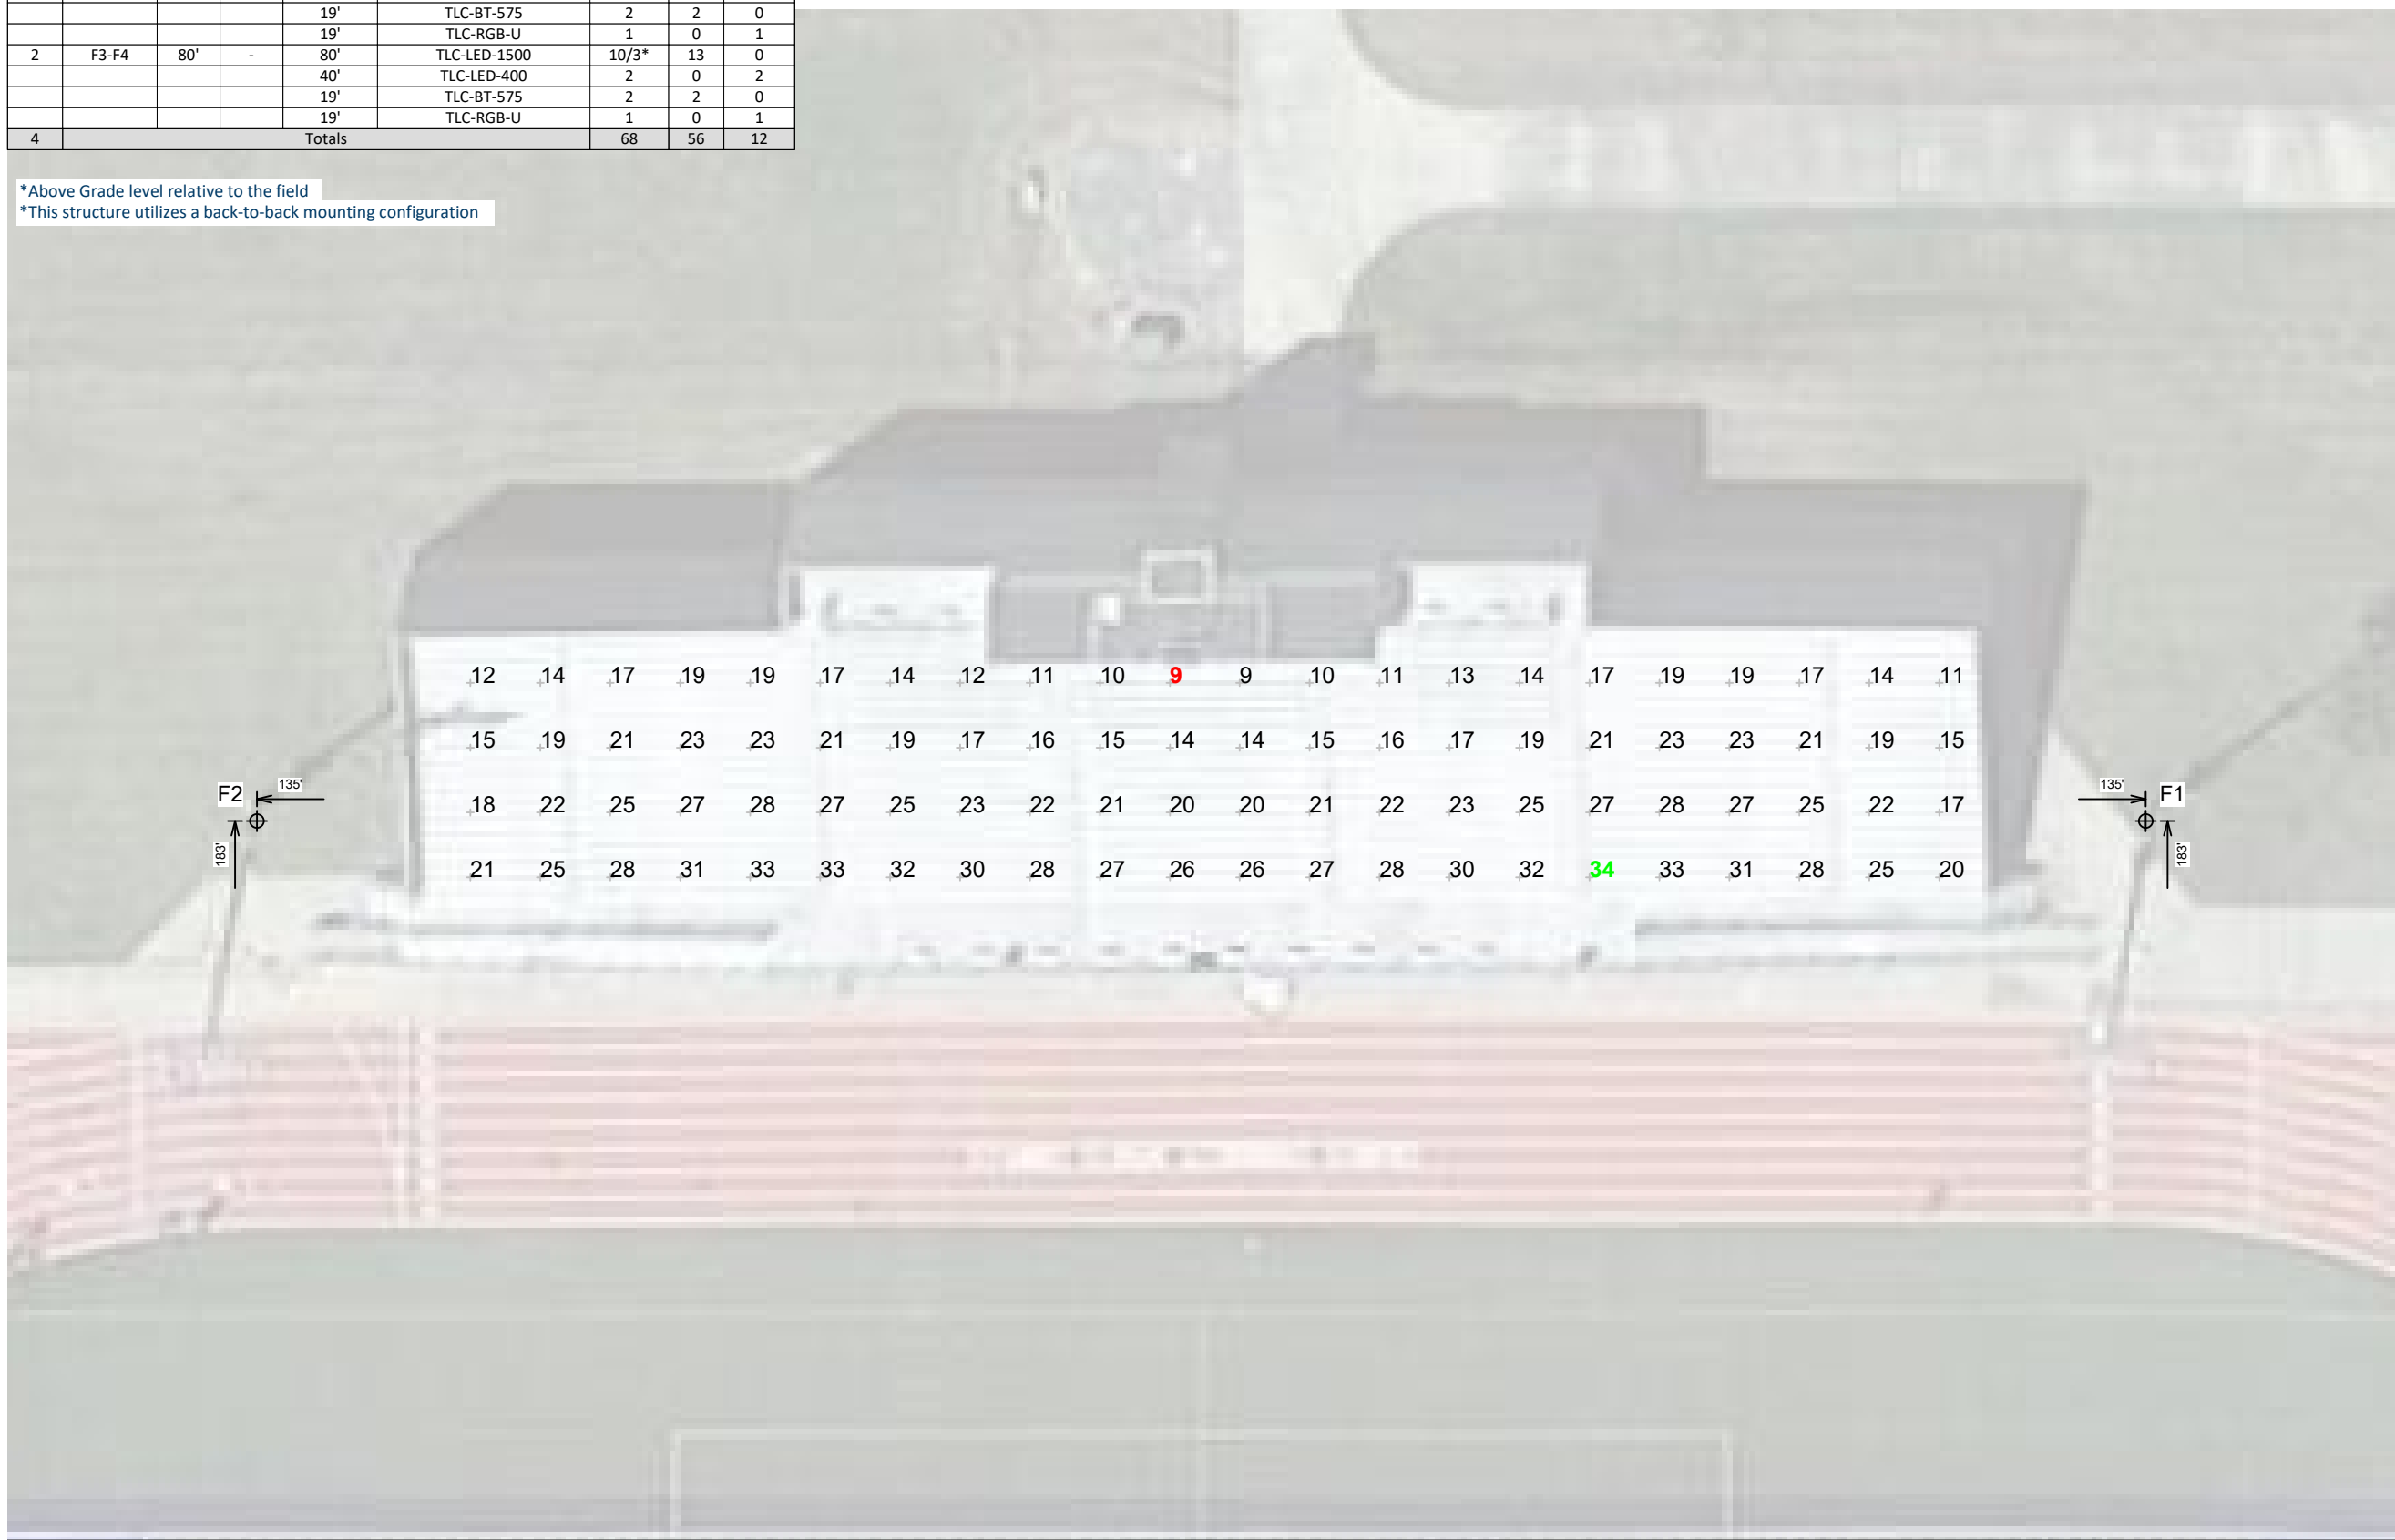 19' TLC-BT-575 2 2 0
19' TLC-RGB-U 1 0 1
2 F3-F4 80' - 80' TLC-LED-1500 10/3* 13 0
40' TLC-LED-400 2 0 2
19' TLC-BT-575 2 2 0
19' TLC-RGB-U 1 0 1
4 Totals 68 56 12
*Above Grade level relative to the field
*This structure utilizes a back-to-back mounting configuration
12 14 17 19 19 17 14 12 11 10 9 9 10 11 13 14 17 19 19 17 14 11
15 19 21 23 23 21 19 17 16 15 14 14 15 16 17 19 21 23 23 21 19 15
F2 135'
135' F1
18 22 25 27 28 27 25 23 22 21 20 20 21 22 23 25 27 28 27 25 22 17
183'
183'
21 25 28 31 33 33 32 30 28 27 26 26 27 28 30 32 34 33 31 28 25 20